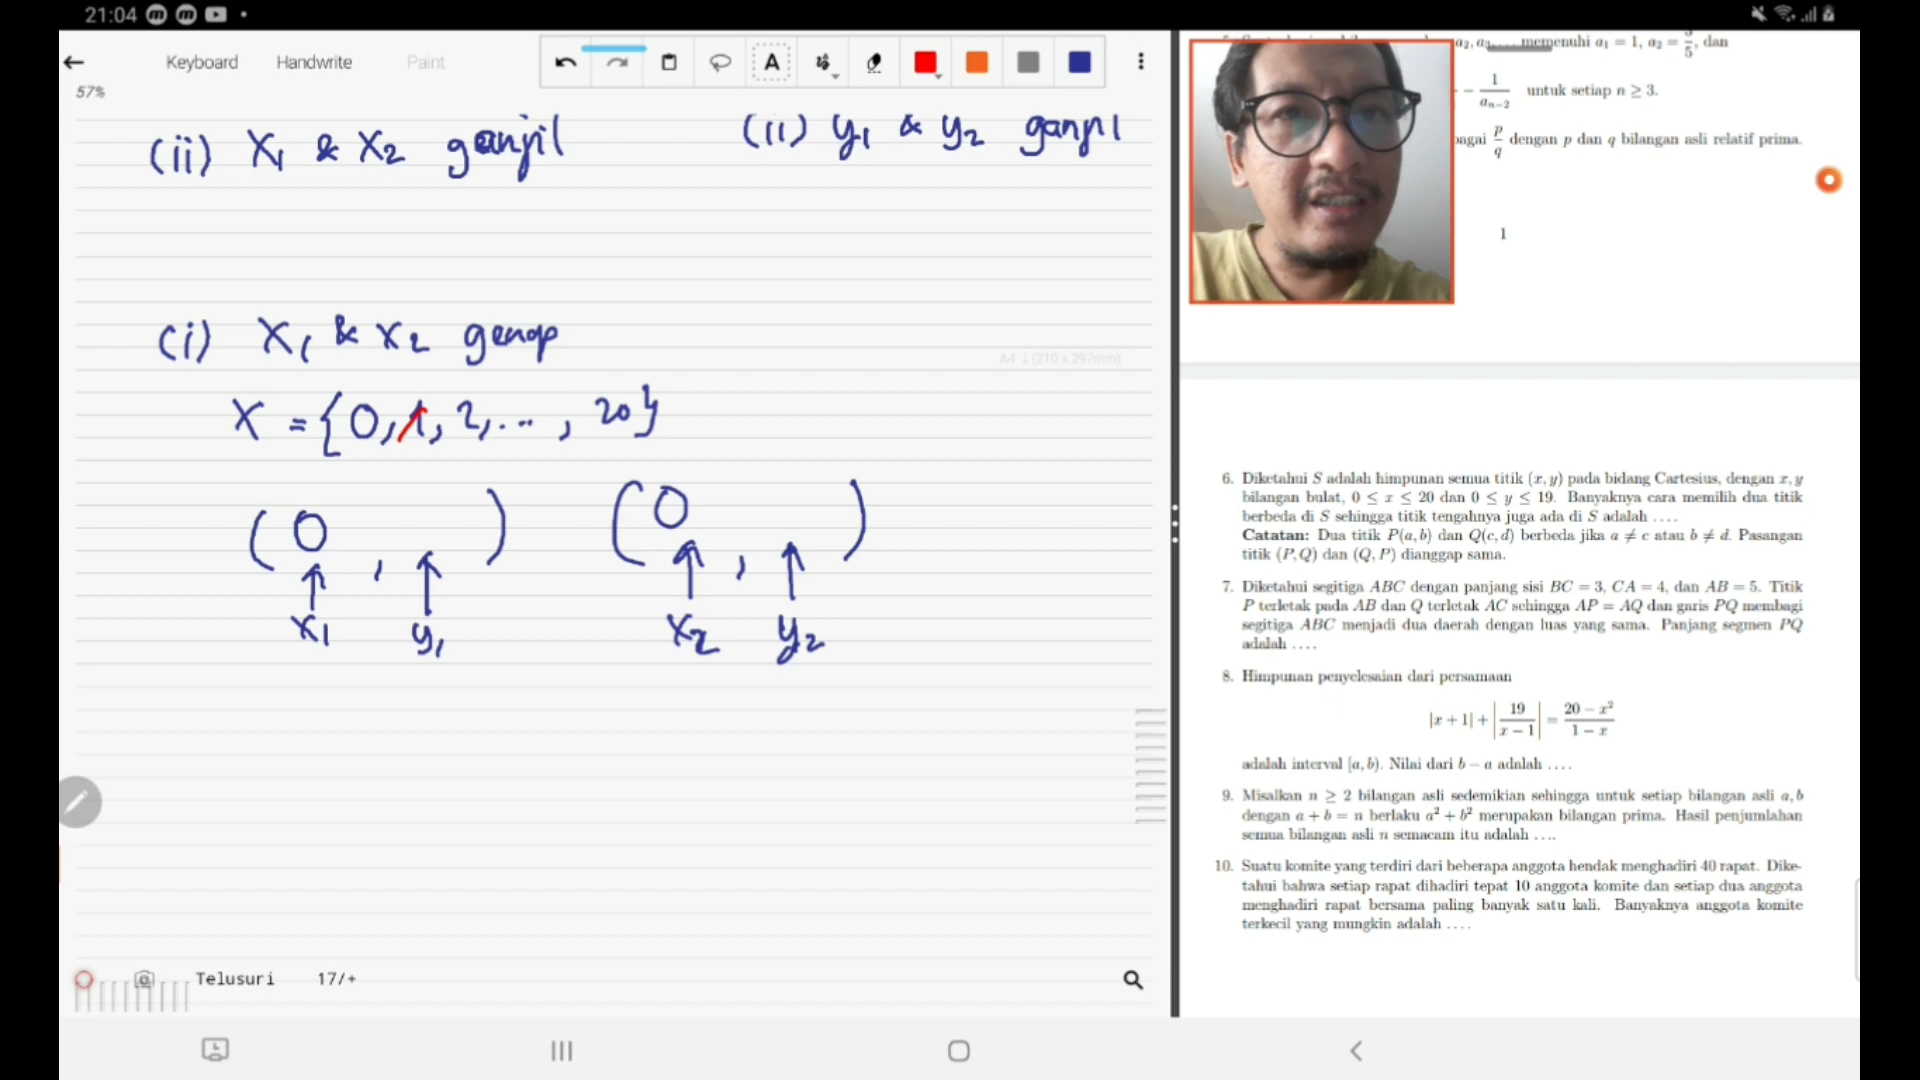 21:04
Keyboard Handwrite Paint
A
57%
(ii) x1 & x2 ganjil
(ii) y1 & y2 ganjil
A4 ↓ (210 x 297mm)
(i) x1 & x2 genap
X = {0, 1, 2, ..., 20}
(0 , ) (0 , )
x1 y1 x2 y2
Telusuri 17/+
a₂, a₃, ... memenuhi a₁ = 1, a₂ = 3/5, dan
− 1/aₙ₋₂ untuk setiap n ≥ 3.
bagai p/q dengan p dan q bilangan asli relatif prima.
1
6. Diketahui S adalah himpunan semua titik (x, y) pada bidang Cartesius, dengan x, y
bilangan bulat, 0 ≤ x ≤ 20 dan 0 ≤ y ≤ 19. Banyaknya cara memilih dua titik
berbeda di S sehingga titik tengahnya juga ada di S adalah ....
Catatan: Dua titik P(a, b) dan Q(c, d) berbeda jika a ≠ c atau b ≠ d. Pasangan
titik (P, Q) dan (Q, P) dianggap sama.
7. Diketahui segitiga ABC dengan panjang sisi BC = 3, CA = 4, dan AB = 5. Titik
P terletak pada AB dan Q terletak AC sehingga AP = AQ dan garis PQ membagi
segitiga ABC menjadi dua daerah dengan luas yang sama. Panjang segmen PQ
adalah ....
8. Himpunan penyelesaian dari persamaan
|x + 1| + |19/(x − 1)| = (20 − x²)/(1 − x)
adalah interval [a, b). Nilai dari b − a adalah ....
9. Misalkan n ≥ 2 bilangan asli sedemikian sehingga untuk setiap bilangan asli a, b
dengan a + b = n berlaku a² + b² merupakan bilangan prima. Hasil penjumlahan
semua bilangan asli n semacam itu adalah ....
10. Suatu komite yang terdiri dari beberapa anggota hendak menghadiri 40 rapat. Dike-
tahui bahwa setiap rapat dihadiri tepat 10 anggota komite dan setiap dua anggota
menghadiri rapat bersama paling banyak satu kali. Banyaknya anggota komite
terkecil yang mungkin adalah ....